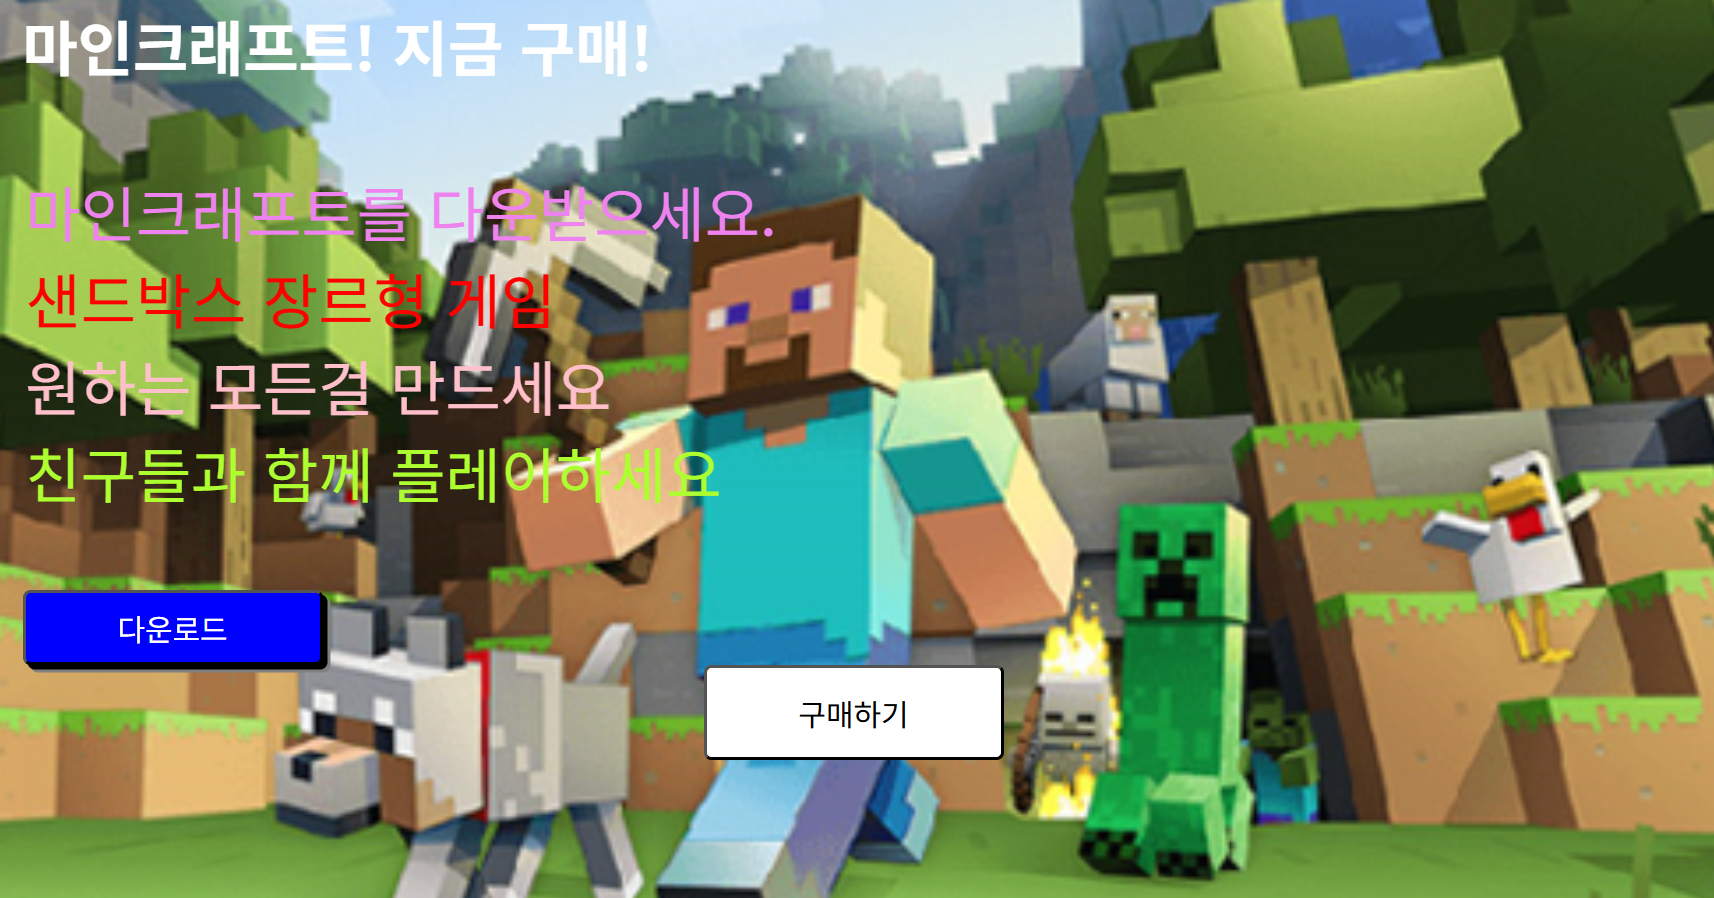 마인크래프트! 지금 구매!
마인크래프트를 다운받으세요.
샌드박스 장르형 게임
원하는 모든걸 만드세요
친구들과 함께 플레이하세요
다운로드
구매하기